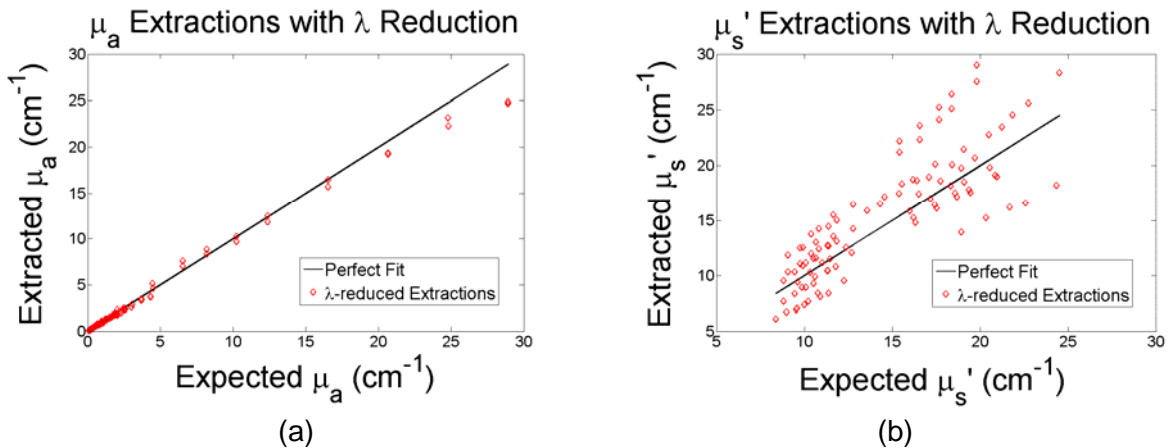 μa Extractions with λ Reduction
30
25
20
15
10
5
0
0 5 10 15 20 25 30
Extracted μa (cm-1)
Expected μa (cm-1)
Perfect Fit
λ-reduced Extractions
(a)
μs' Extractions with λ Reduction
30
25
20
15
10
5
5 10 15 20 25 30
Extracted μs' (cm-1)
Expected μs' (cm-1)
Perfect Fit
λ-reduced Extractions
(b)